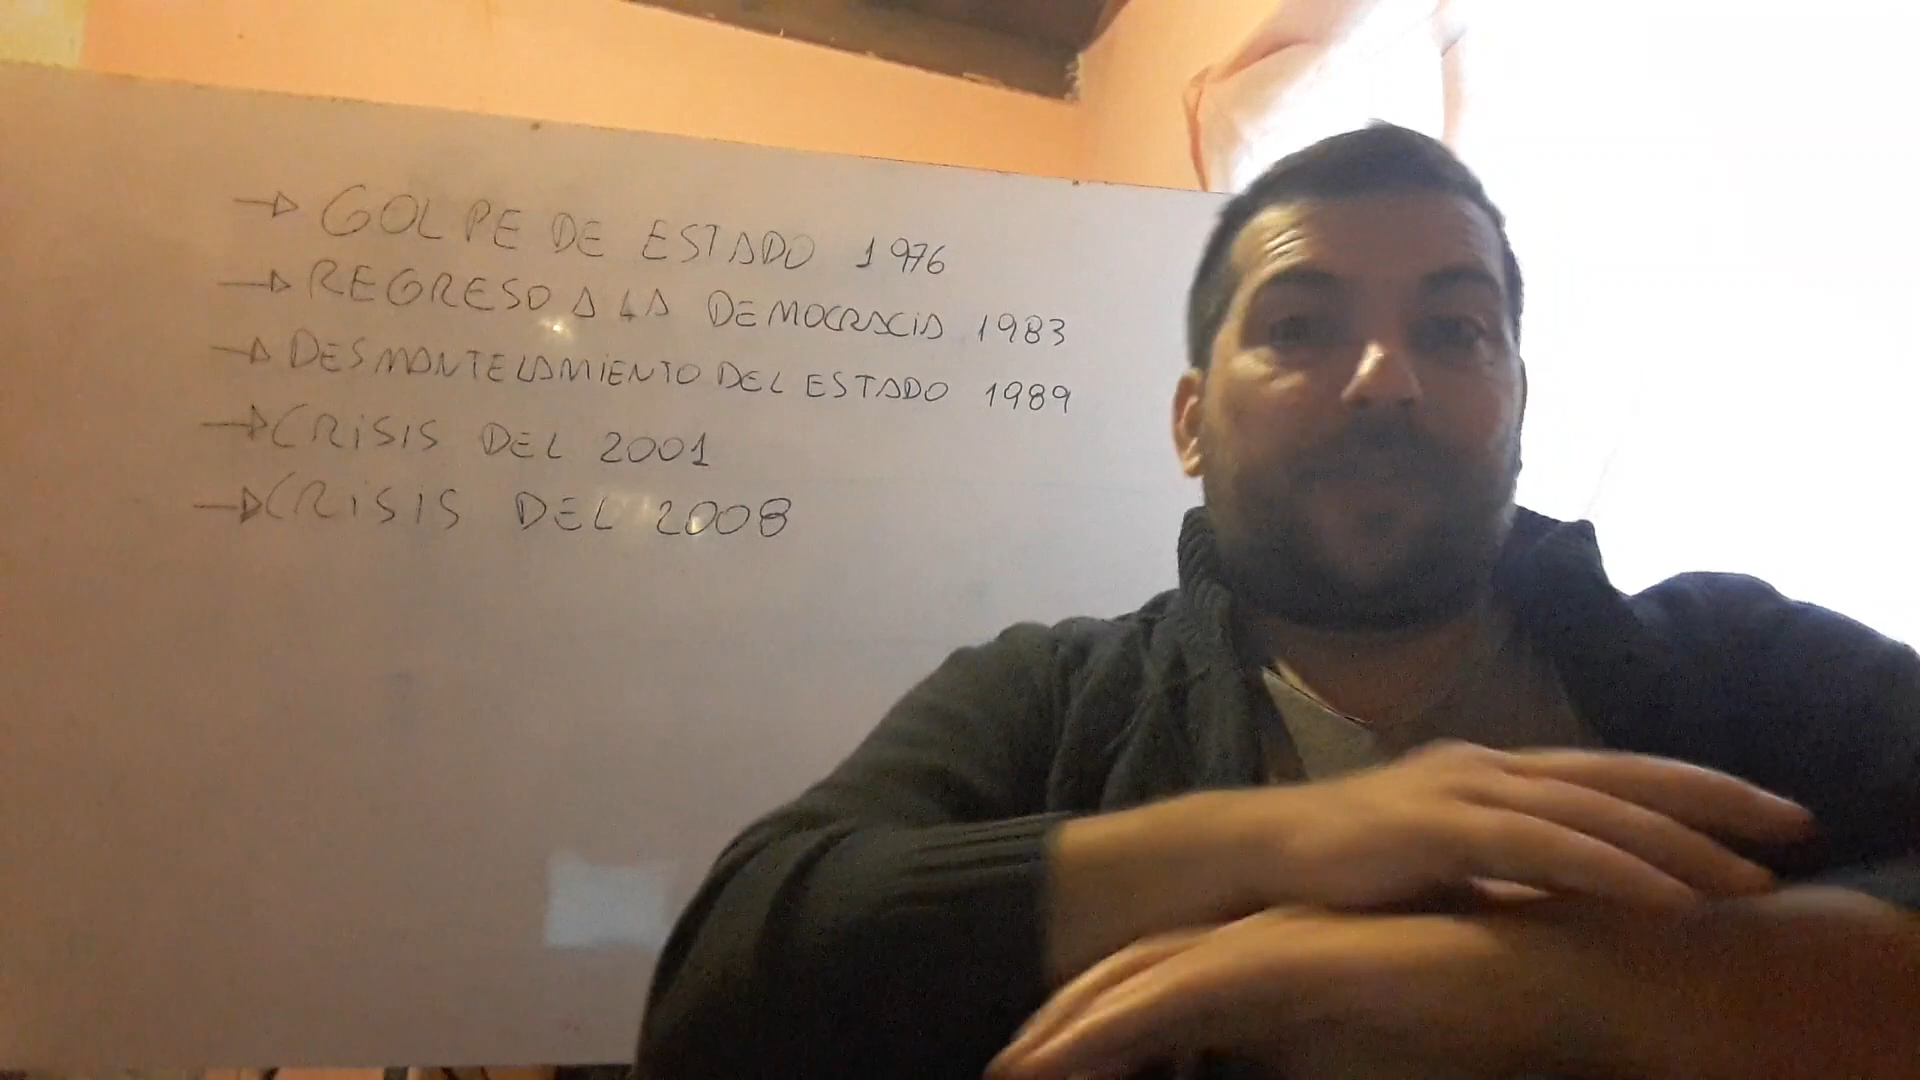 → GOLPE DE ESTADO 1976
→ REGRESO A LA DEMOCRACIA 1983
→ DESMANTELAMIENTO DEL ESTADO 1989
→ CRISIS DEL 2001
→ CRISIS DEL 2008